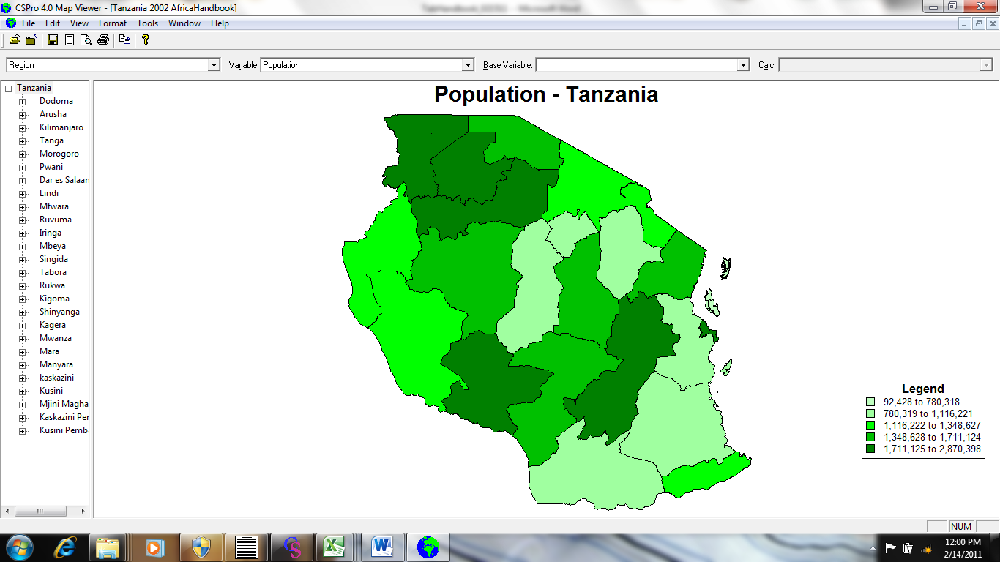 CSPro 4.0 Map Viewer - [Tanzania 2002 AfricaHandbook]
File Edit View Format Tools Window Help
Region Variable: Population Base Variable: Calc:
Tanzania
Dodoma
Arusha
Kilimanjaro
Tanga
Morogoro
Pwani
Dar es Salaan
Lindi
Mtwara
Ruvuma
Iringa
Mbeya
Singida
Tabora
Rukwa
Kigoma
Shinyanga
Kagera
Mwanza
Mara
Manyara
kaskazini
Kusini
Mjini Magha
Kaskazini Per
Kusini Pemba
Population - Tanzania
Legend
92,428 to 780,318
780,319 to 1,116,221
1,116,222 to 1,348,627
1,348,628 to 1,711,124
1,711,125 to 2,870,398
NUM
12:00 PM
2/14/2011